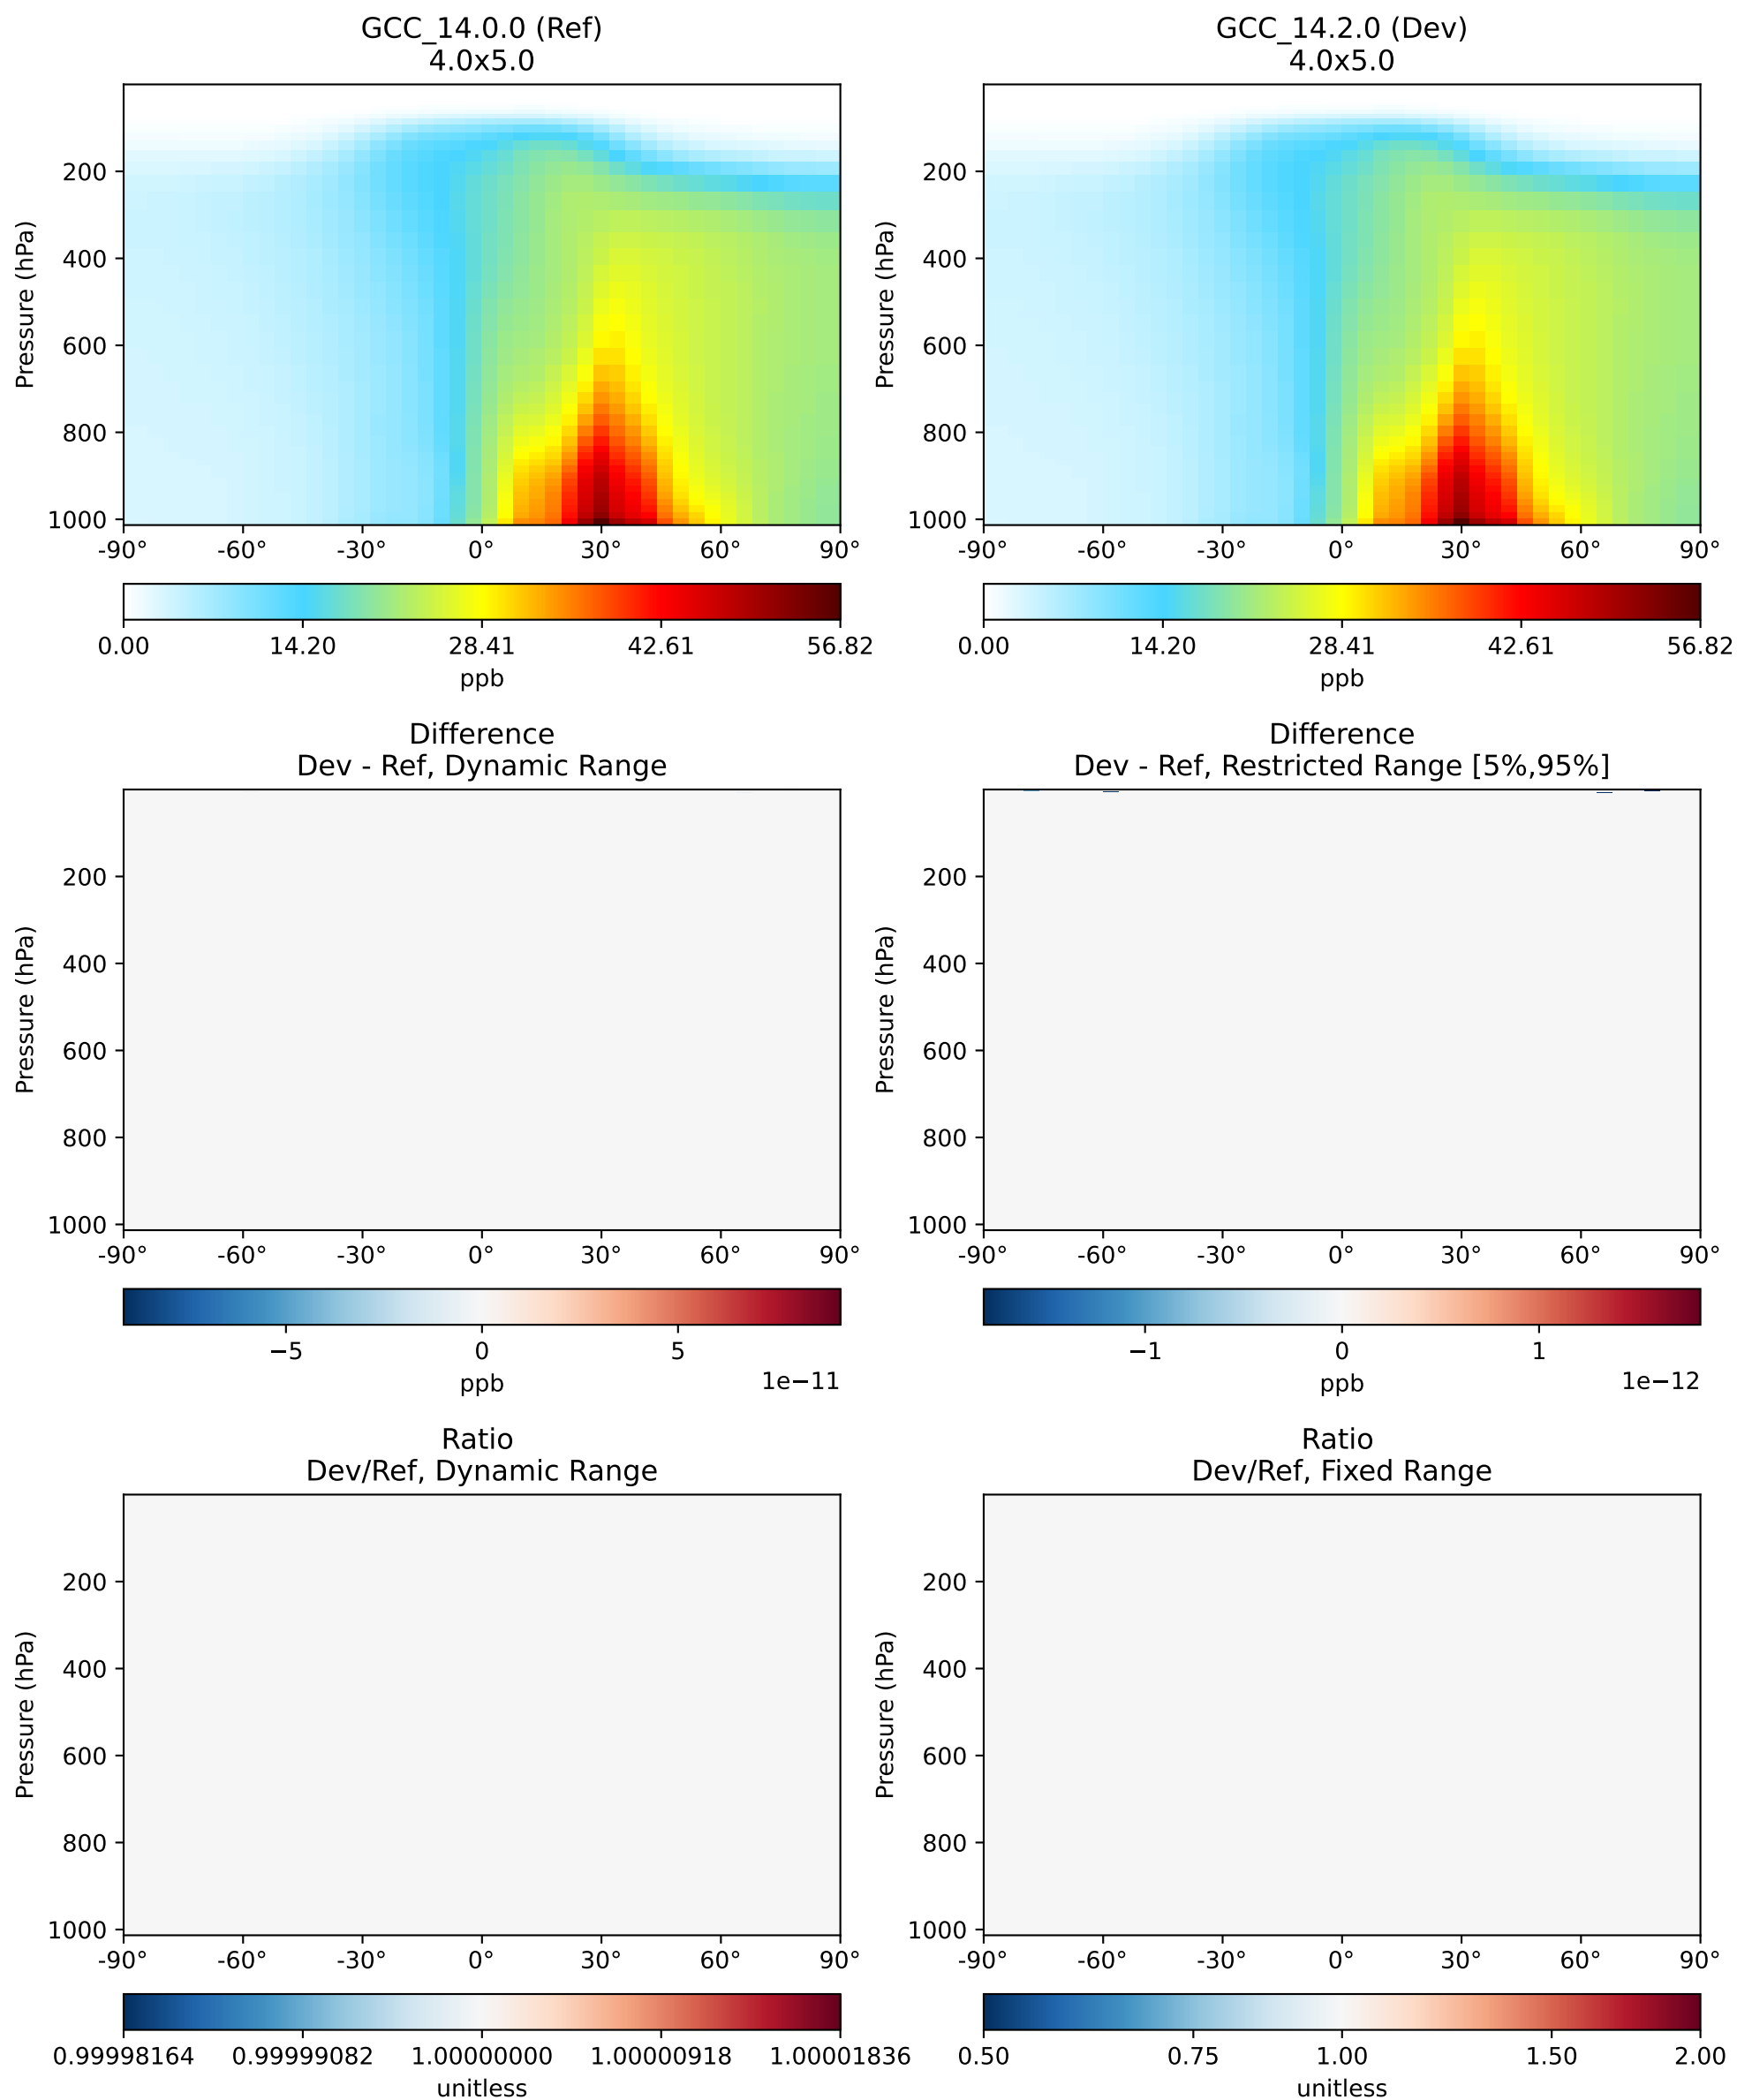 GCC_14.0.0 (Ref)
4.0x5.0
GCC_14.2.0 (Dev)
4.0x5.0
Pressure (hPa)
200
400
600
800
1000
-90° -60° -30° 0° 30° 60° 90°
0.00 14.20 28.41 42.61 56.82
ppb
Pressure (hPa)
200
400
600
800
1000
-90° -60° -30° 0° 30° 60° 90°
0.00 14.20 28.41 42.61 56.82
ppb
Difference
Dev - Ref, Dynamic Range
Pressure (hPa)
200
400
600
800
1000
-90° -60° -30° 0° 30° 60° 90°
−5 0 5
1e−11
ppb
Difference
Dev - Ref, Restricted Range [5%,95%]
Pressure (hPa)
200
400
600
800
1000
-90° -60° -30° 0° 30° 60° 90°
−1 0 1
1e−12
ppb
Ratio
Dev/Ref, Dynamic Range
Pressure (hPa)
200
400
600
800
1000
-90° -60° -30° 0° 30° 60° 90°
0.99998164 0.99999082 1.00000000 1.00000918 1.00001836
unitless
Ratio
Dev/Ref, Fixed Range
Pressure (hPa)
200
400
600
800
1000
-90° -60° -30° 0° 30° 60° 90°
0.50 0.75 1.00 1.50 2.00
unitless